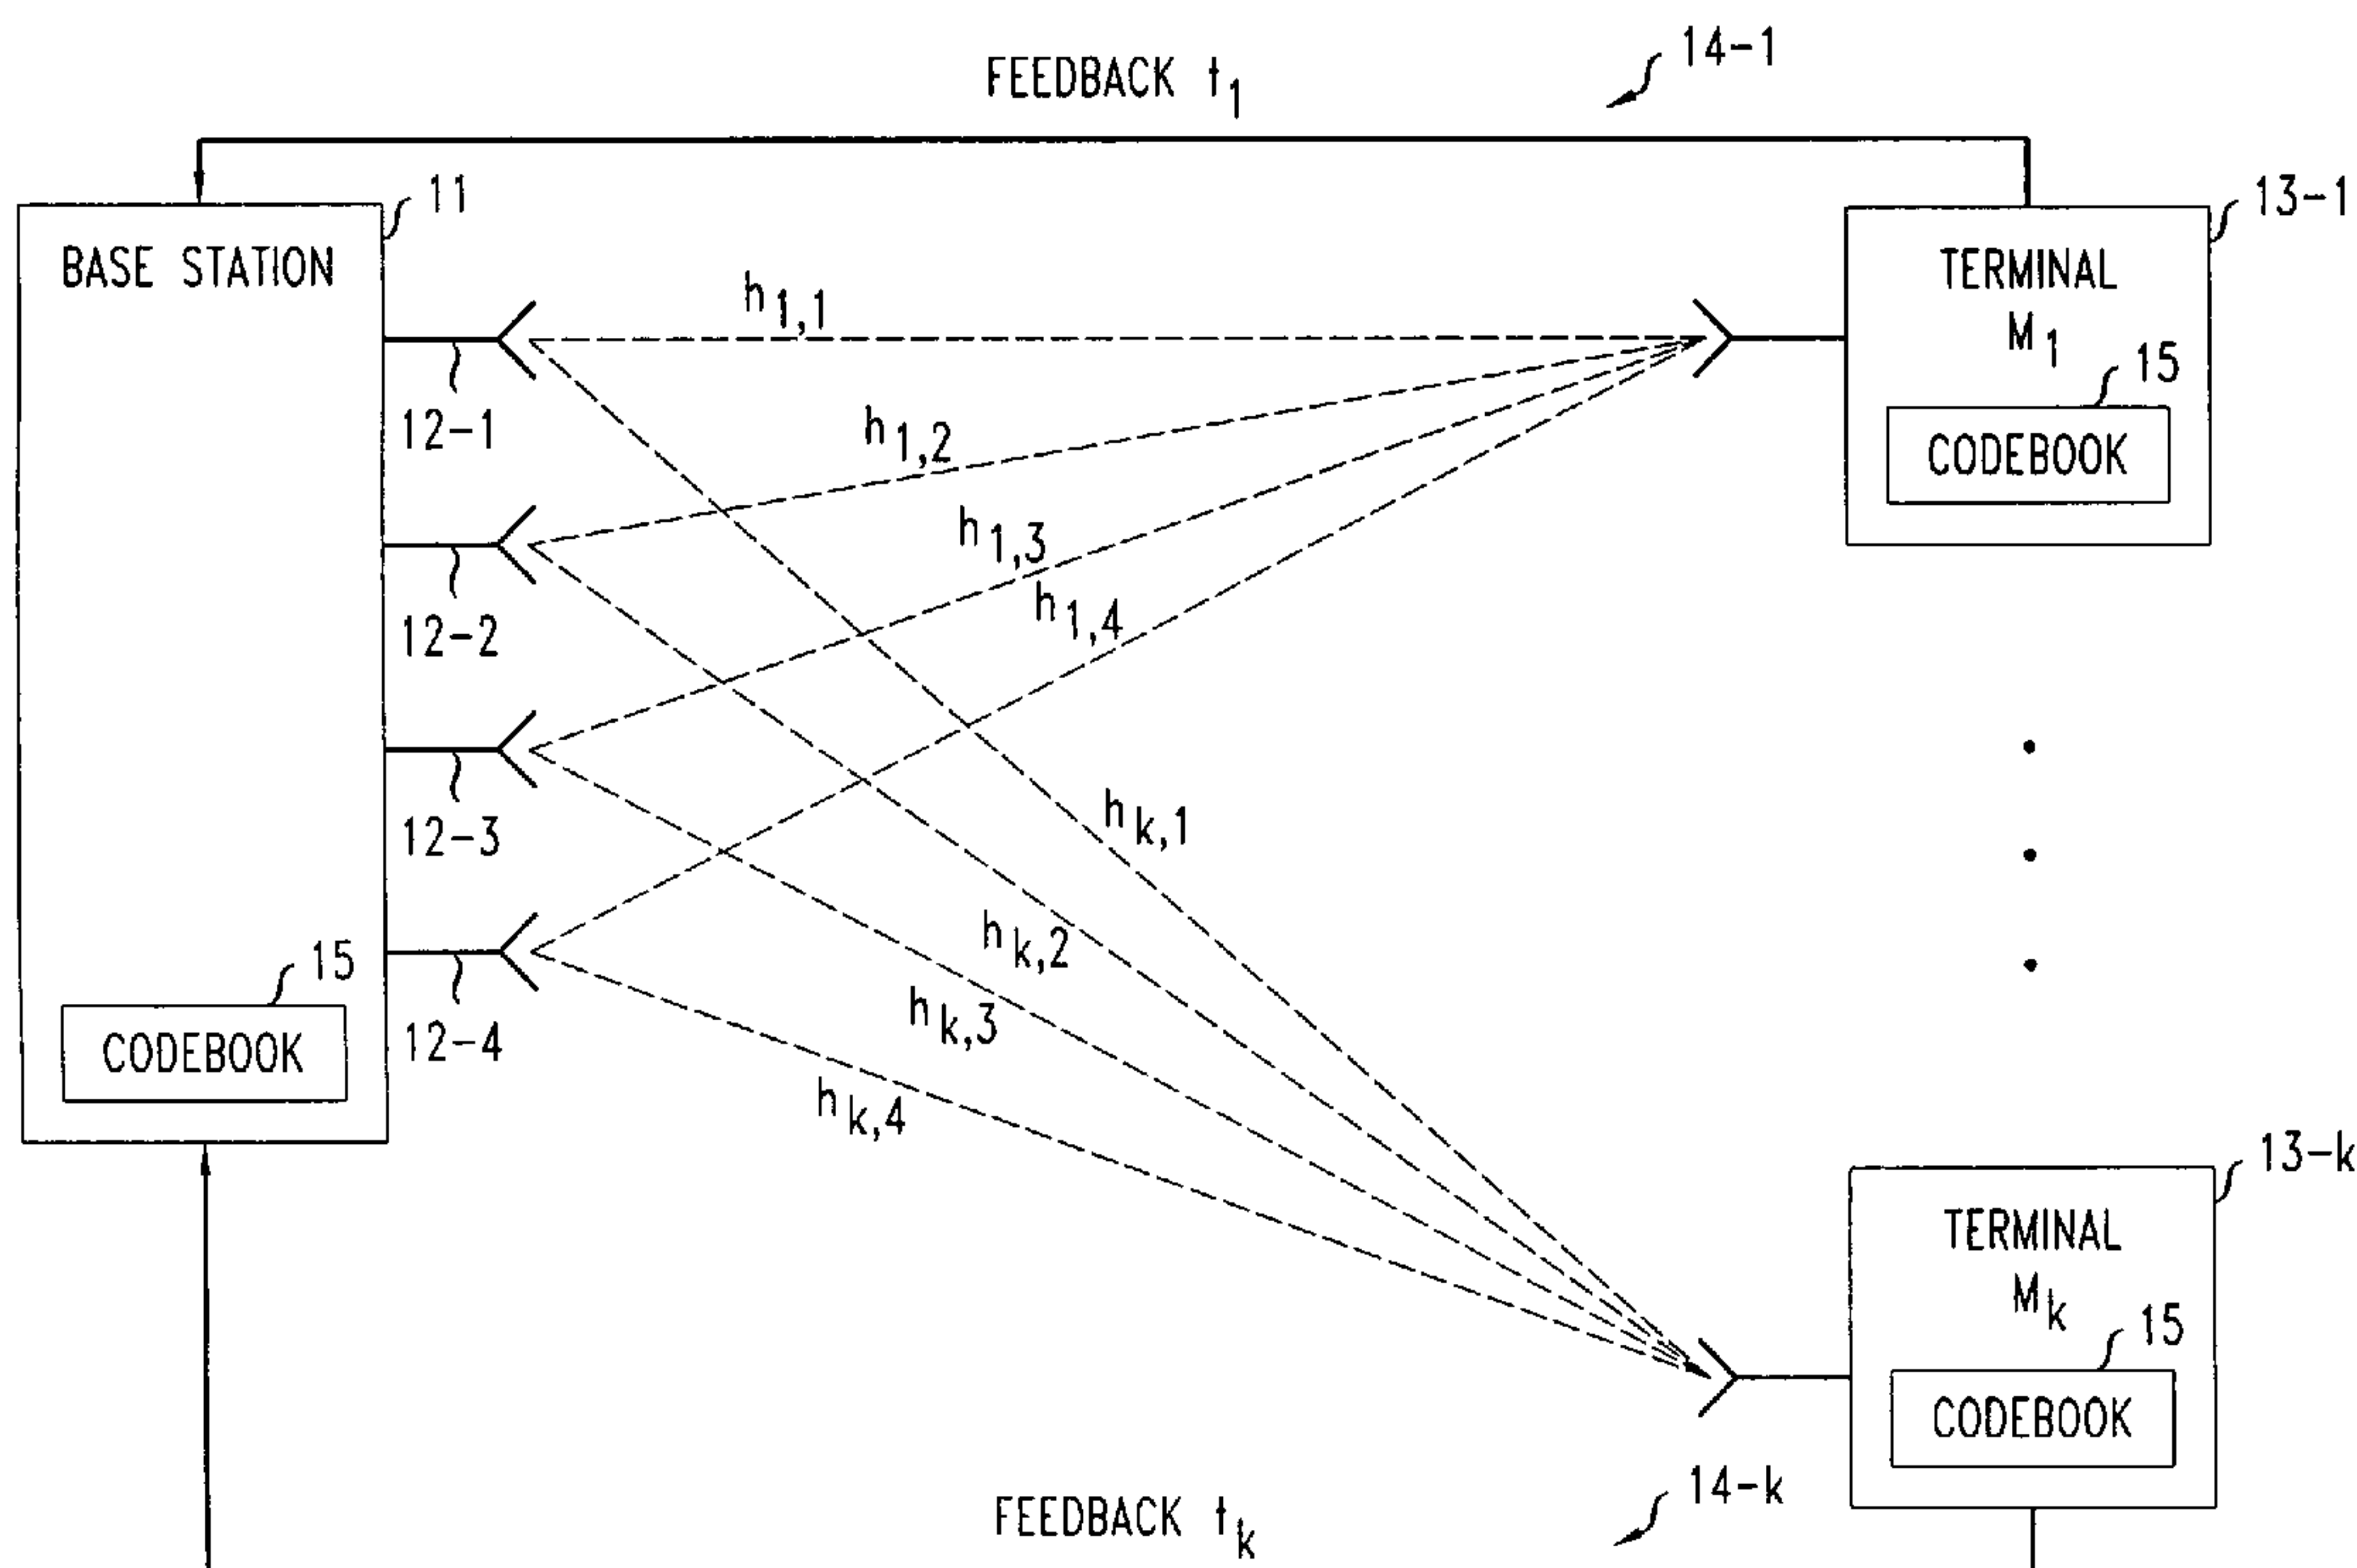 14-1
FEEDBACK t1
11
13-1
BASE STATION
TERMINAL
M1
h1,1
15
12-1
h1,2
CODEBOOK
h1,3
h1,4
12-2
hk,1
12-3
hk,2
15
hk,3
12-4
CODEBOOK
hk,4
13-k
TERMINAL
Mk
15
CODEBOOK
14-k
FEEDBACK tk